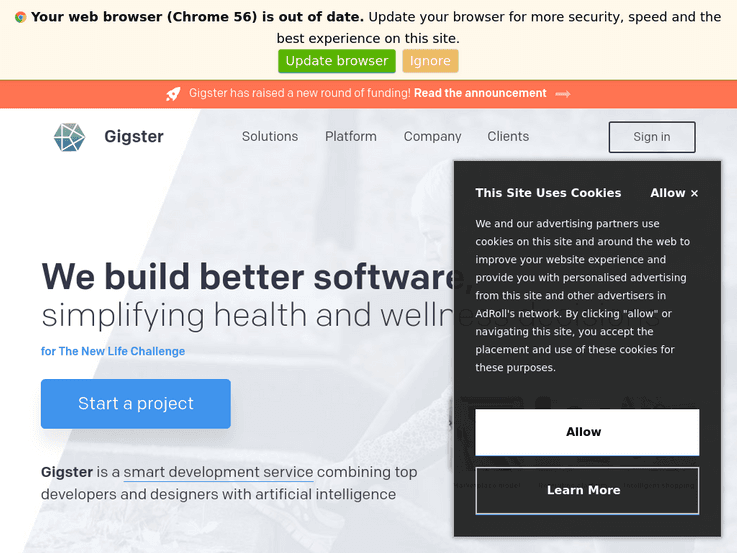 Your web browser (Chrome 56) is out of date. Update your browser for more security, speed and the
best experience on this site.
Update browser Ignore
Gigster has raised a new round of funding! Read the announcement
Gigster Solutions Platform Company Clients Sign in
This Site Uses Cookies Allow ×
We and our advertising partners use
cookies on this site and around the web to
improve your website experience and
provide you with personalised advertising
from this site and other advertisers in
AdRoll's network. By clicking "allow" or
navigating this site, you accept the
placement and use of these cookies for
these purposes.
Allow
Learn More
We build better software,
simplifying health and wellness
for The New Life Challenge
Start a project
Gigster is a smart development service combining top
developers and designers with artificial intelligence